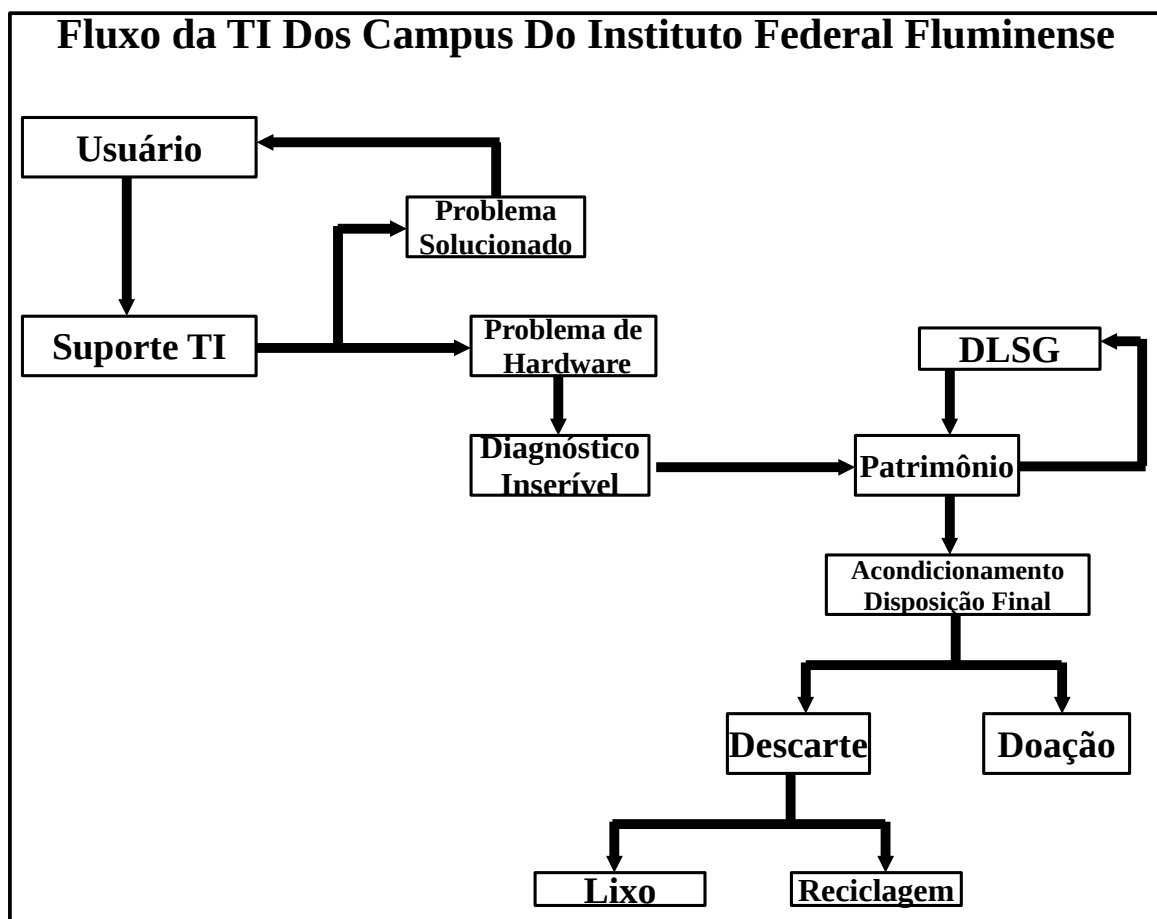 Fluxo da TI Dos Campus Do Instituto Federal Fluminense
Usuário
Problema
Solucionado
Suporte TI
Problema de
Hardware
DLSG
Diagnóstico
Inserível
Patrimônio
Acondicionamento
Disposição Final
Descarte
Doação
Lixo
Reciclagem